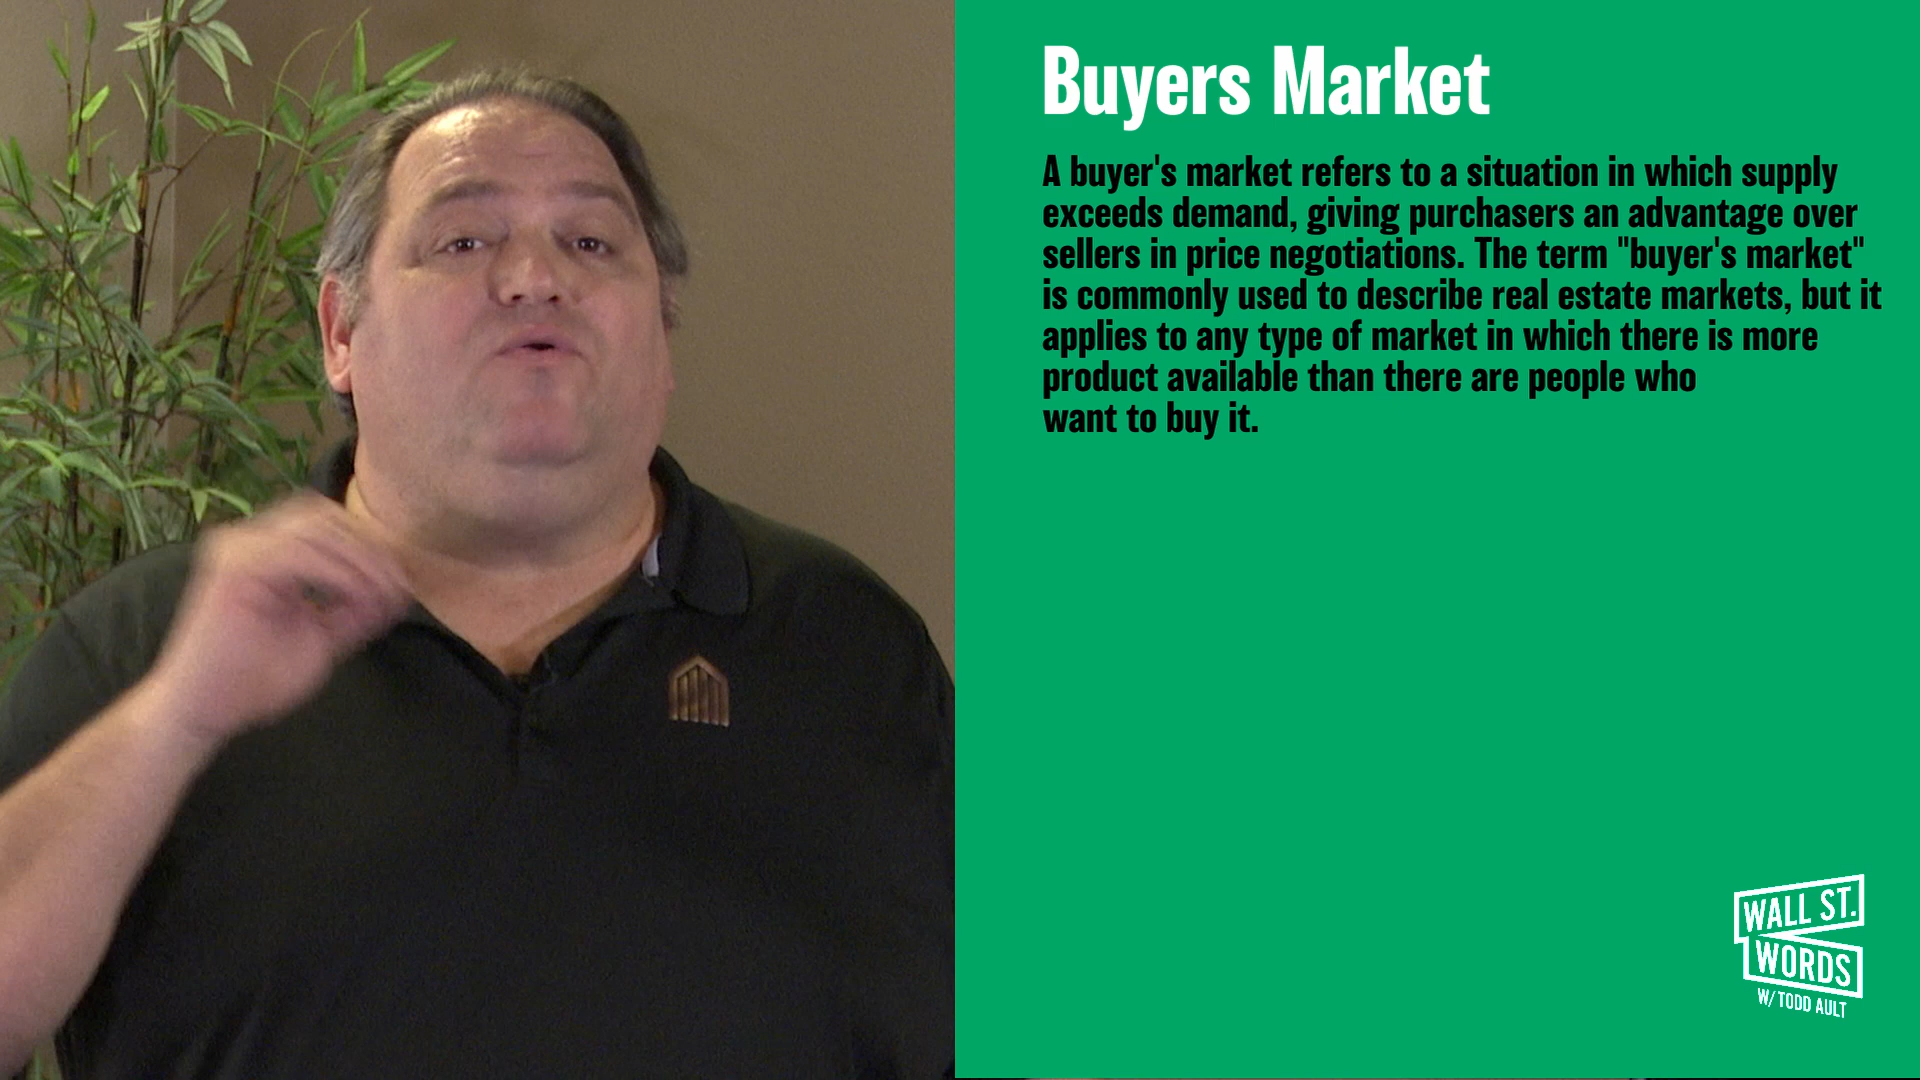 Buyers Market
A buyer's market refers to a situation in which supply
exceeds demand, giving purchasers an advantage over
sellers in price negotiations. The term "buyer's market"
is commonly used to describe real estate markets, but it
applies to any type of market in which there is more
product available than there are people who
want to buy it.
WALL ST.
WORDS
W/ TODD AULT